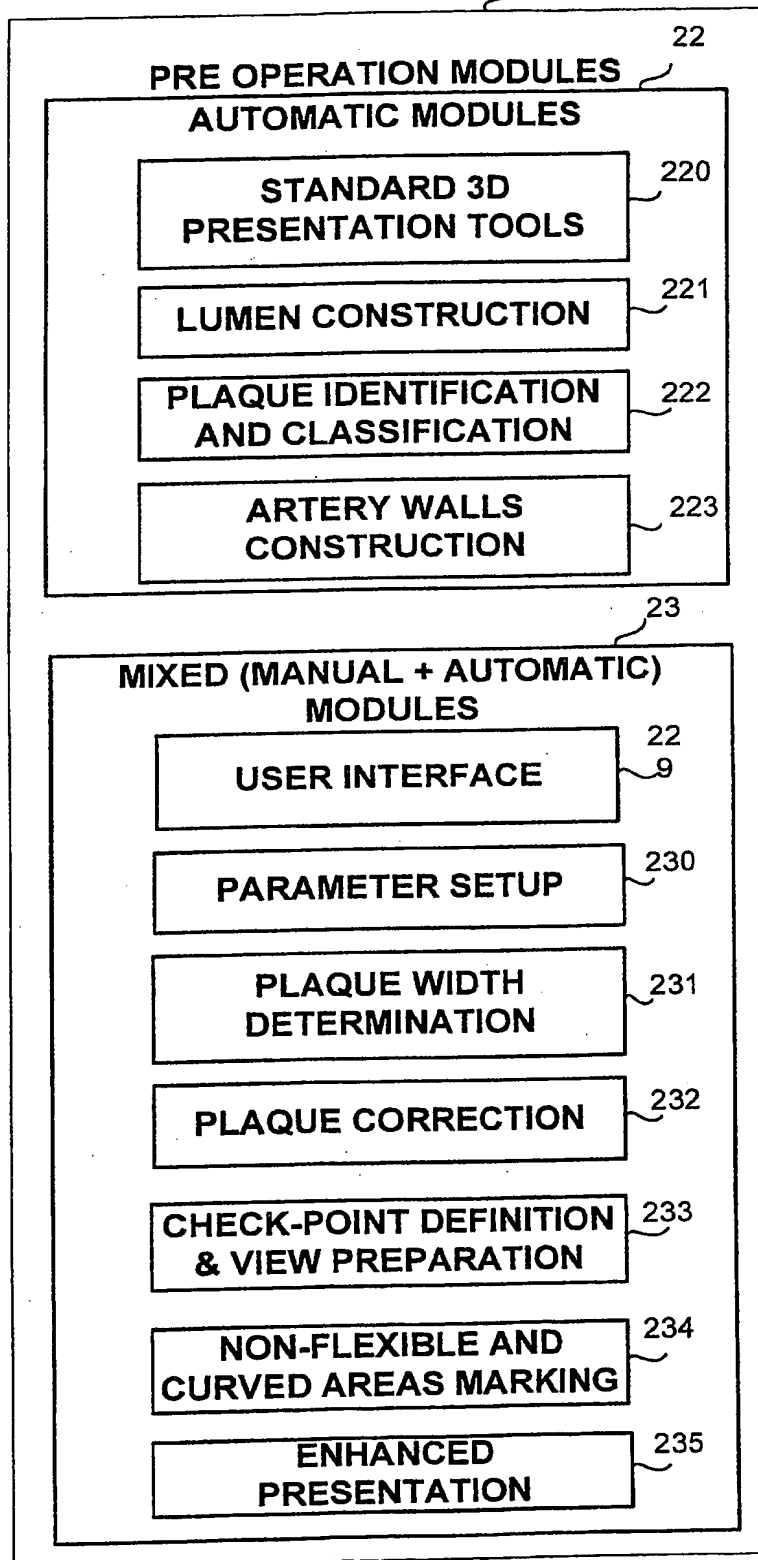 22
PRE OPERATION MODULES
AUTOMATIC MODULES
STANDARD 3D
PRESENTATION TOOLS
220
LUMEN CONSTRUCTION
221
PLAQUE IDENTIFICATION
AND CLASSIFICATION
222
ARTERY WALLS
CONSTRUCTION
223
23
MIXED (MANUAL + AUTOMATIC)
MODULES
USER INTERFACE
22
9
PARAMETER SETUP
230
PLAQUE WIDTH
DETERMINATION
231
PLAQUE CORRECTION
232
CHECK-POINT DEFINITION
& VIEW PREPARATION
233
NON-FLEXIBLE AND
CURVED AREAS MARKING
234
ENHANCED
PRESENTATION
235